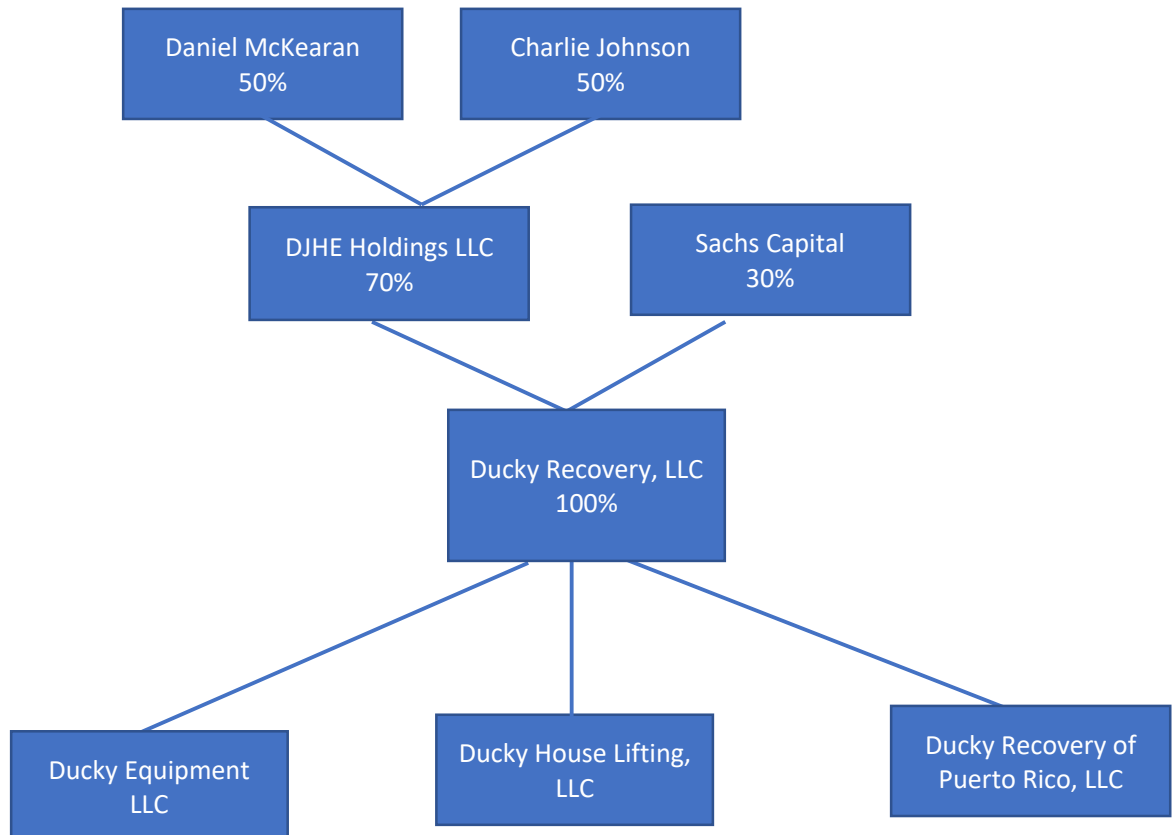 Daniel McKearan
50%
Charlie Johnson
50%
DJHE Holdings LLC
70%
Sachs Capital
30%
Ducky Recovery, LLC
100%
Ducky Equipment
LLC
Ducky House Lifting,
LLC
Ducky Recovery of
Puerto Rico, LLC